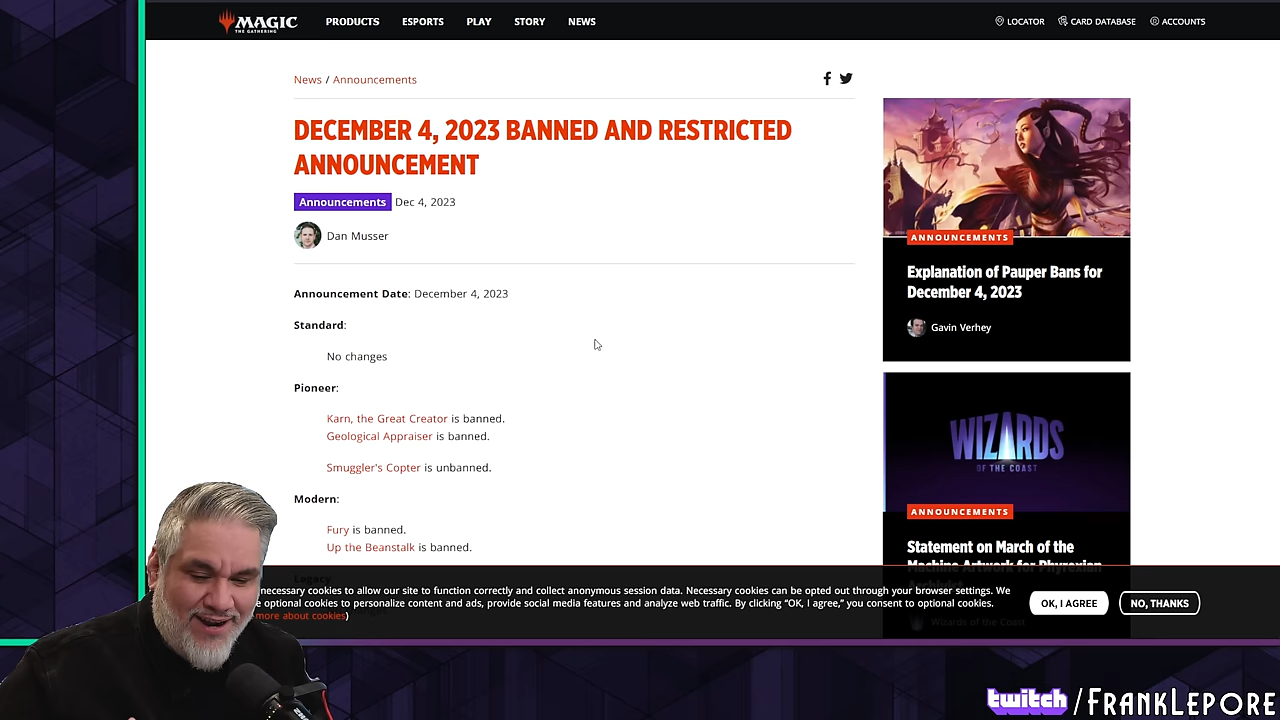 MAGIC
THE GATHERING
PRODUCTS
ESPORTS
PLAY
STORY
NEWS
LOCATOR
CARD DATABASE
ACCOUNTS
News / Announcements
DECEMBER 4, 2023 BANNED AND RESTRICTED
ANNOUNCEMENT
Announcements Dec 4, 2023
Dan Musser
Announcement Date: December 4, 2023
Standard:
No changes
Pioneer:
Karn, the Great Creator is banned.
Geological Appraiser is banned.
Smuggler's Copter is unbanned.
Modern:
Fury is banned.
Up the Beanstalk is banned.
Legacy
ANNOUNCEMENTS
Explanation of Pauper Bans for
December 4, 2023
Gavin Verhey
WIZARDS
OF THE COAST
ANNOUNCEMENTS
Statement on March of the
Machine Artwork for Phyrexian
Wizards of the Coast
necessary cookies to allow our site to function correctly and collect anonymous session data. Necessary cookies can be opted out through your browser settings. We
optional cookies to personalize content and ads, provide social media features and analyze web traffic. By clicking “OK, I agree,” you consent to optional cookies.
more about cookies)
OK, I AGREE
NO, THANKS
twitch/FRANKLEPORE